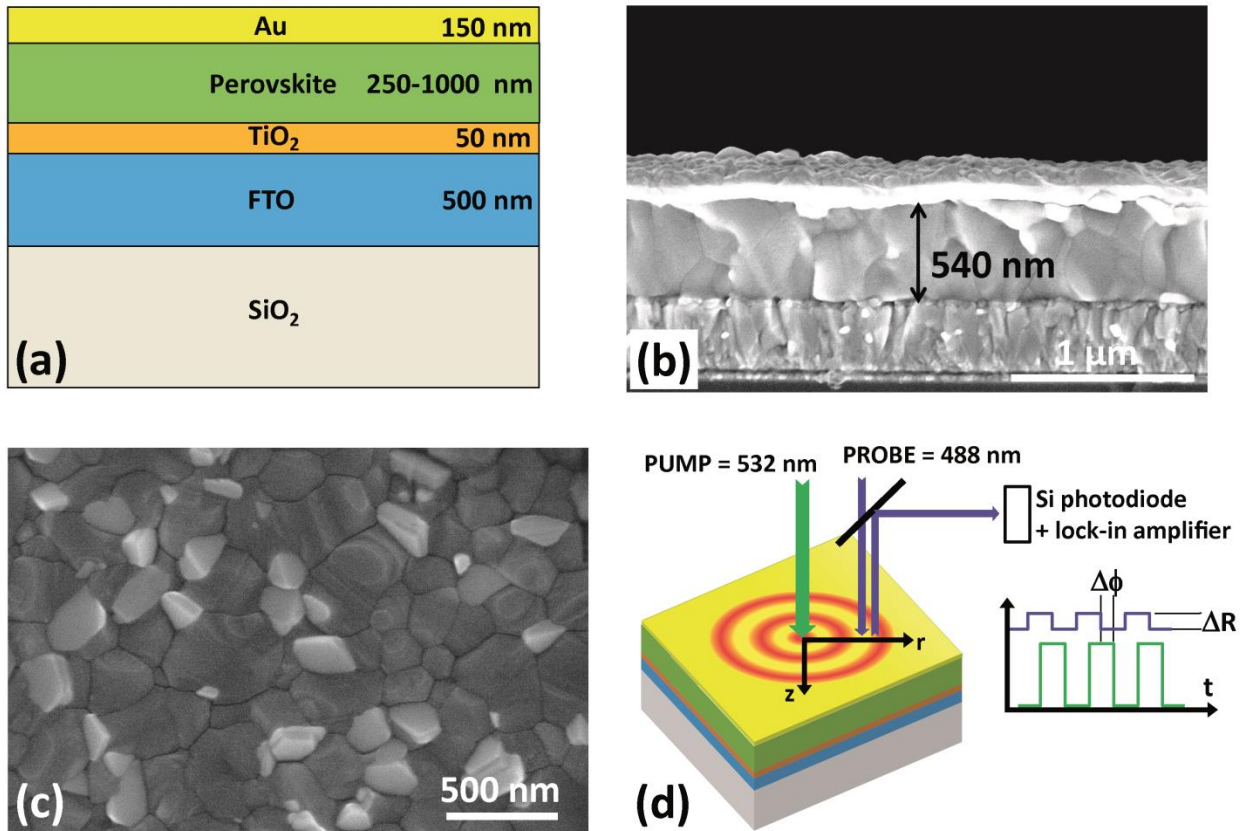 Au 150 nm
Perovskite 250-1000 nm
TiO₂ 50 nm
FTO 500 nm
SiO₂
(a)
540 nm
1 µm
(b)
500 nm
(c)
PUMP = 532 nm
PROBE = 488 nm
Si photodiode
+ lock-in amplifier
Δϕ
ΔR
r
z
t
(d)